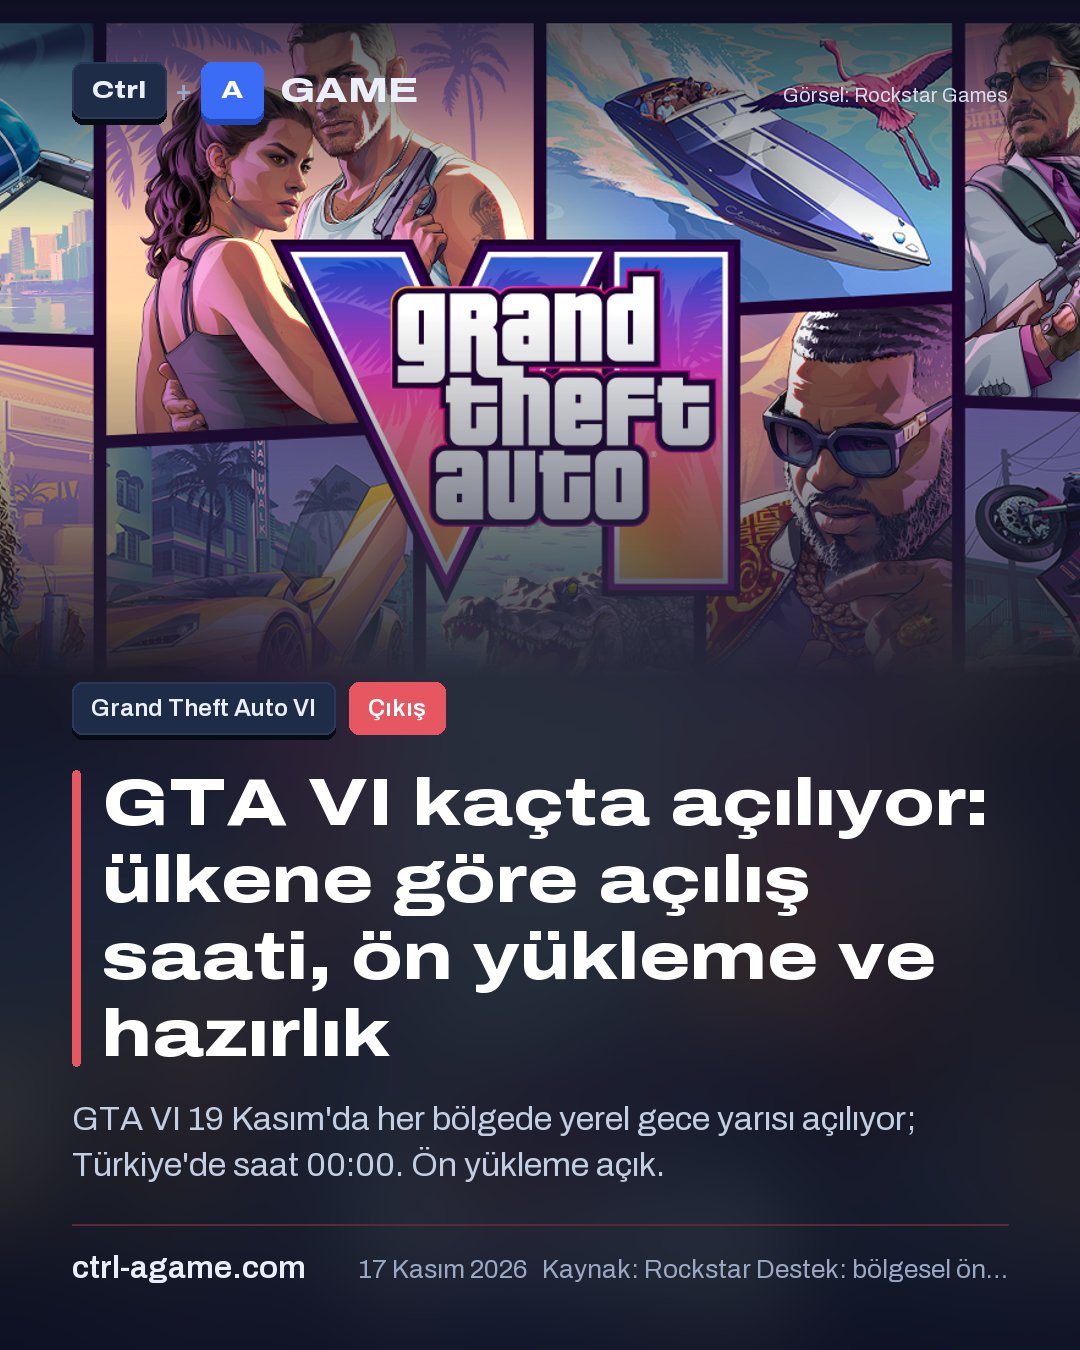 Ctrl + A GAME
Görsel: Rockstar Games
VI
grand
theft
auto
Grand Theft Auto VI
Çıkış
GTA VI kaçta açılıyor:
ülkene göre açılış
saati, ön yükleme ve
hazırlık
GTA VI 19 Kasım'da her bölgede yerel gece yarısı açılıyor;
Türkiye'de saat 00:00. Ön yükleme açık.
ctrl-agame.com
17 Kasım 2026 Kaynak: Rockstar Destek: bölgesel ön...